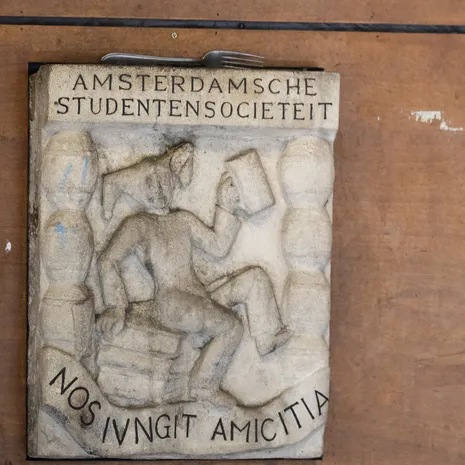 AMSTERDAMSCHE
STUDENTENSOCIETEIT
NOS IVNGIT AMICITIA